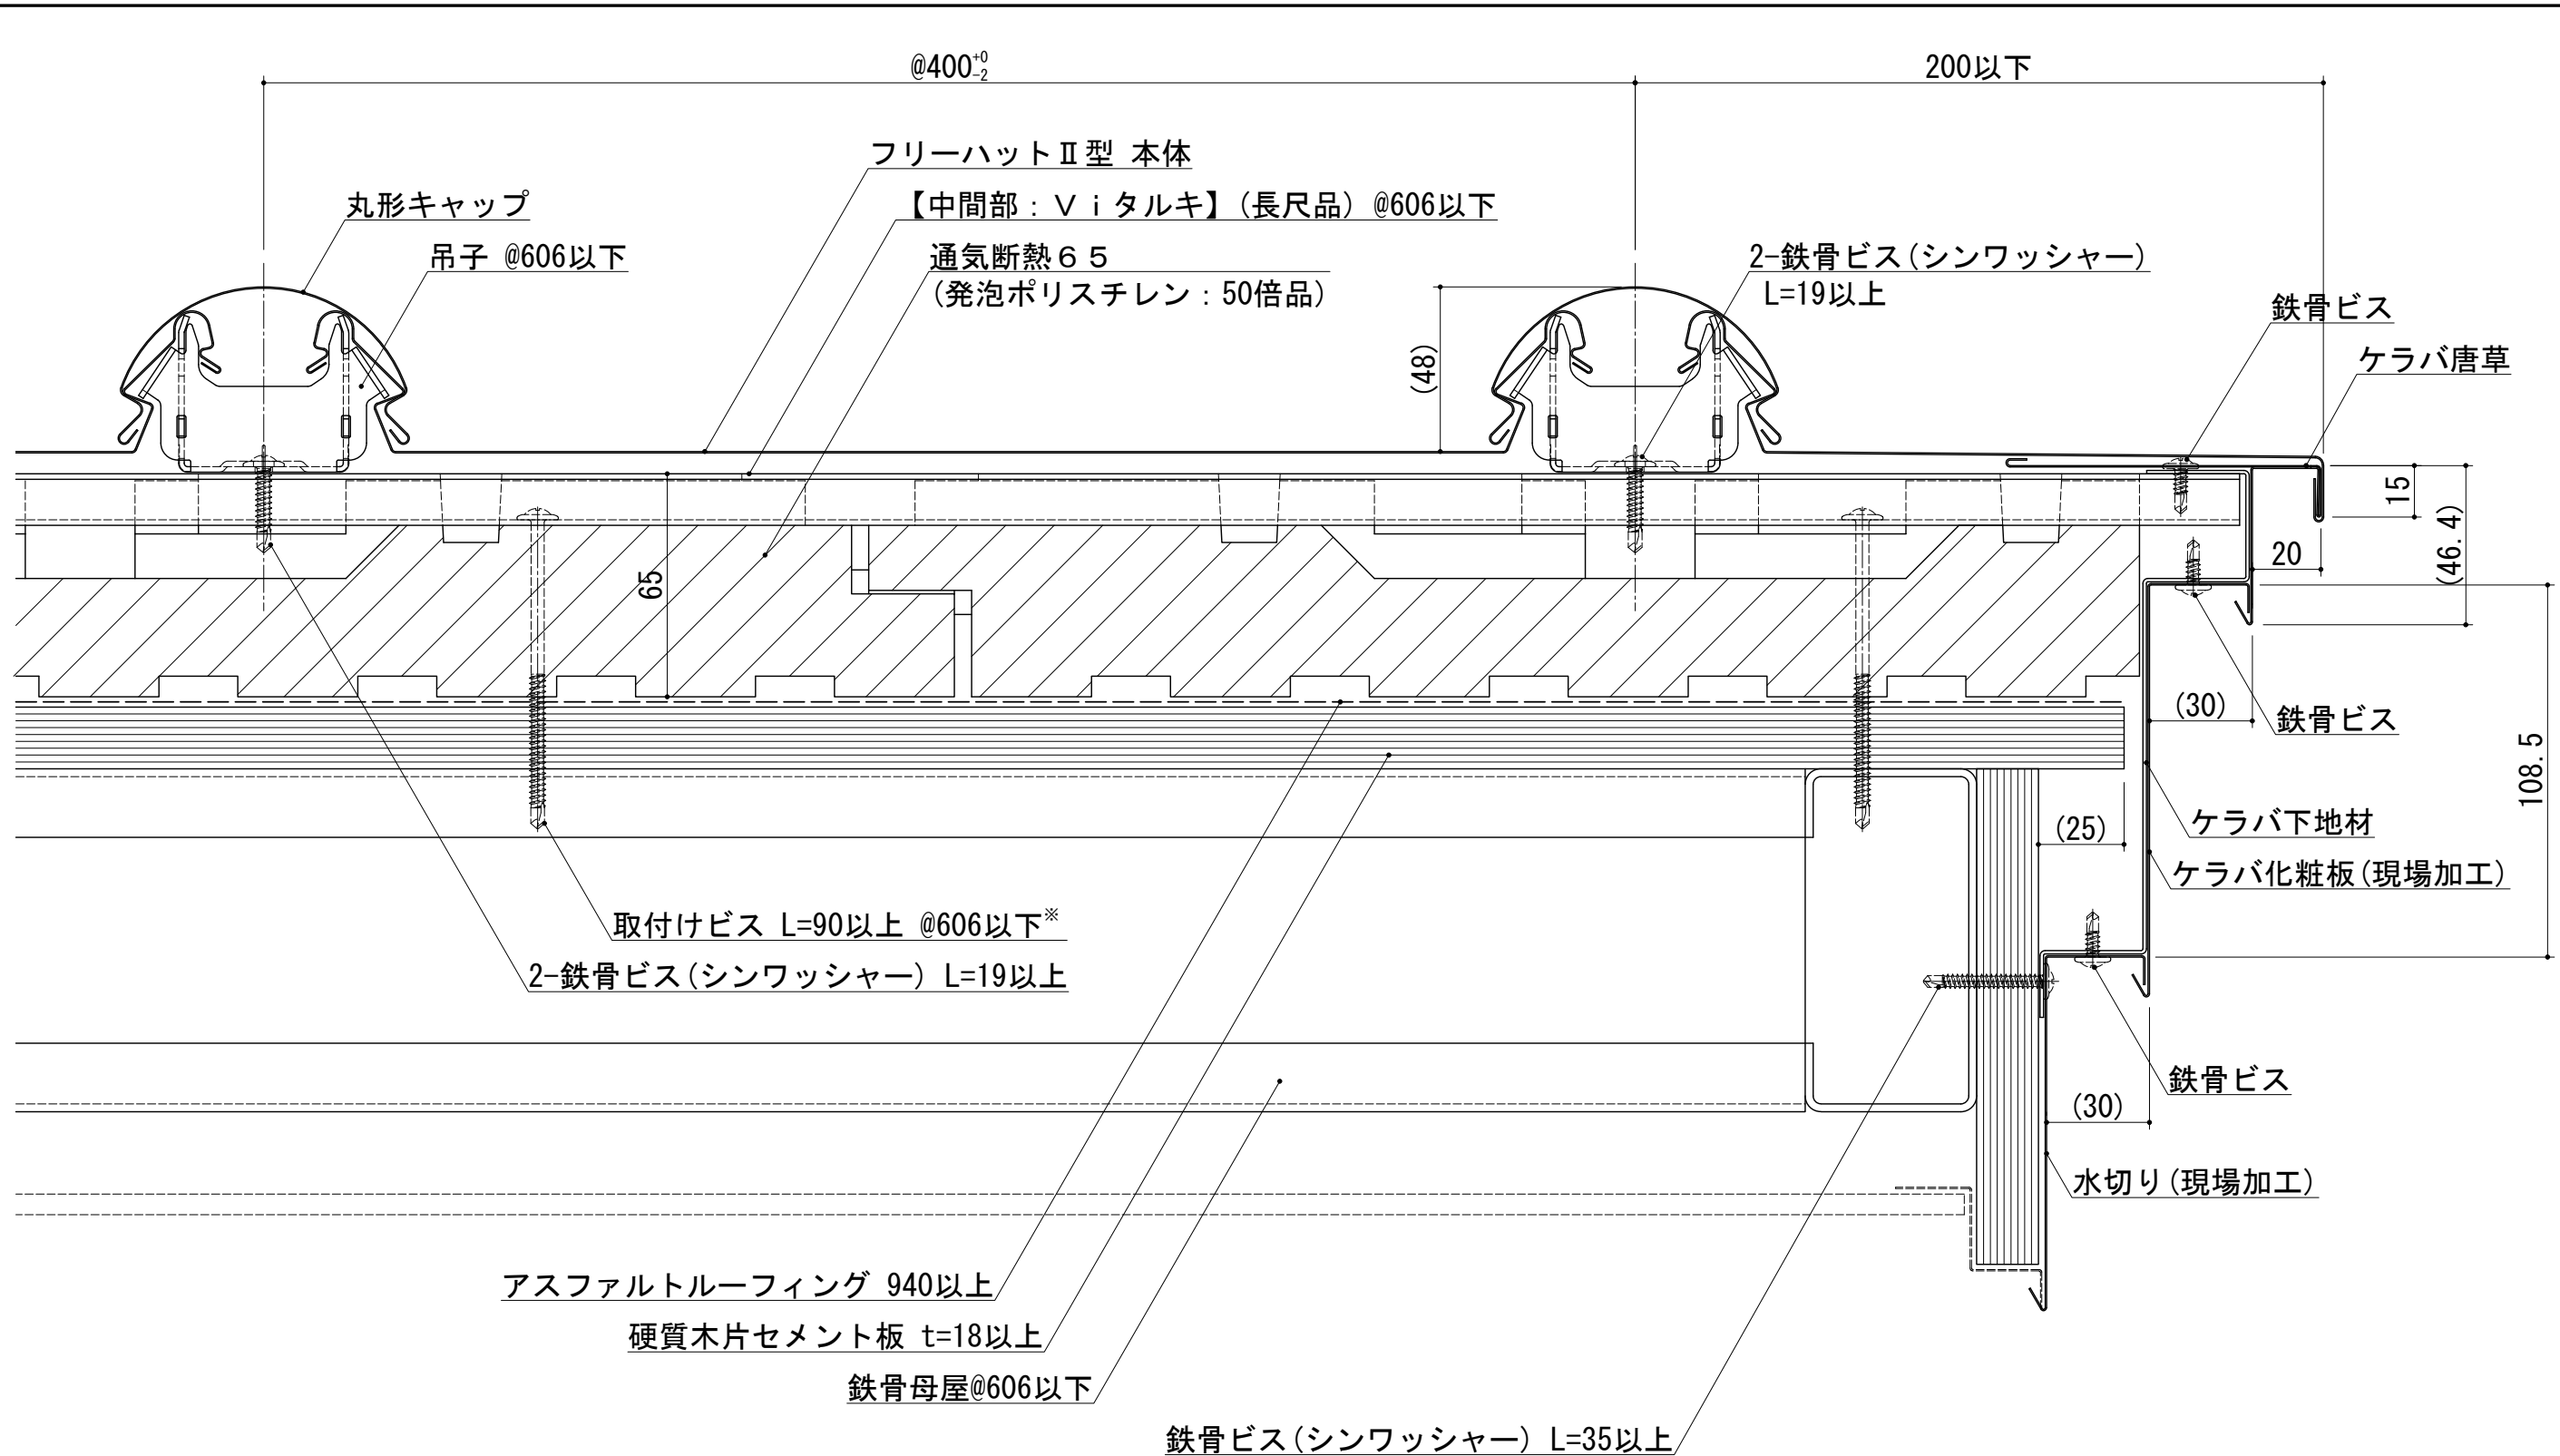 @400+0-2
200以下
フリーハットⅡ型 本体
丸形キャップ
【中間部：Ｖｉタルキ】(長尺品) @606以下
吊子 @606以下
通気断熱６５
(発泡ポリスチレン：50倍品)
2-鉄骨ビス(シンワッシャー)
L=19以上
鉄骨ビス
ケラバ唐草
(48)
15
(46.4)
20
65
(30)
鉄骨ビス
108.5
ケラバ下地材
(25)
ケラバ化粧板(現場加工)
取付けビス L=90以上 @606以下※
2-鉄骨ビス(シンワッシャー) L=19以上
鉄骨ビス
(30)
水切り(現場加工)
アスファルトルーフィング 940以上
硬質木片セメント板 t=18以上
鉄骨母屋@606以下
鉄骨ビス(シンワッシャー) L=35以上